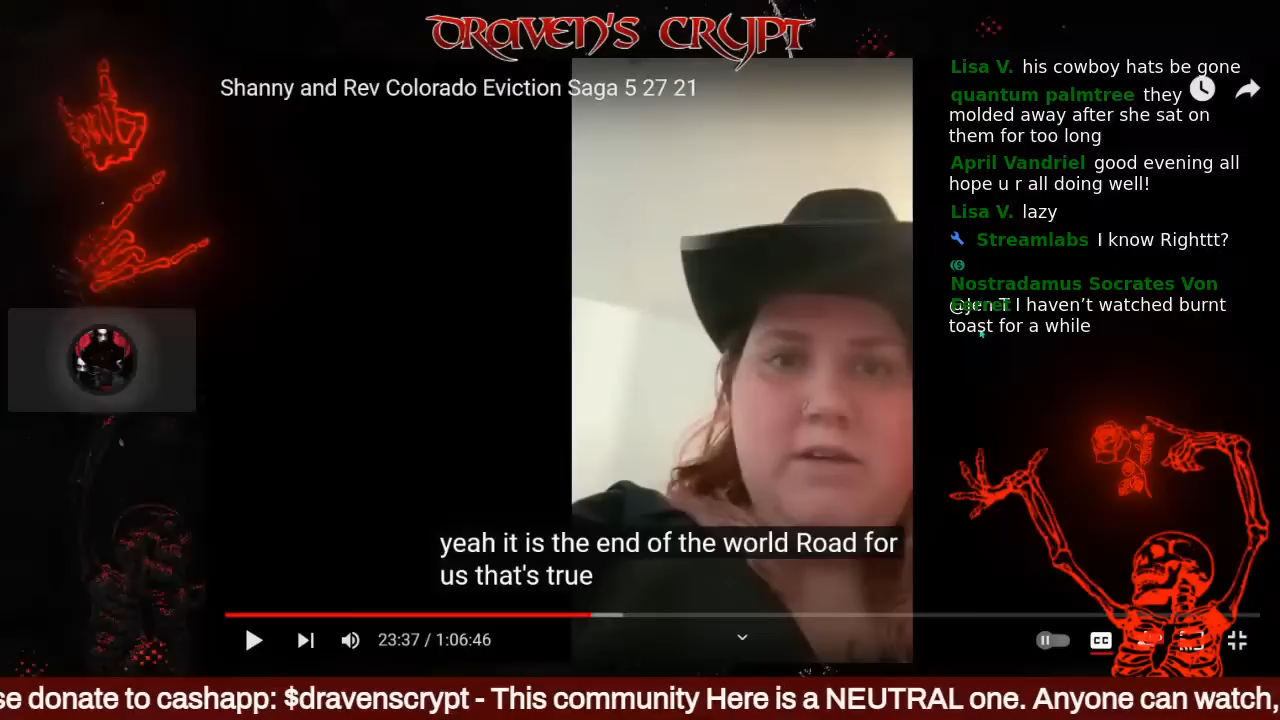 DRAVEN'S CRYPT
Shanny and Rev Colorado Eviction Saga 5 27 21
Lisa V. his cowboy hats be gone
quantum palmtree they
molded away after she sat on
them for too long
April Vandriel good evening all
hope u r all doing well!
Lisa V. lazy
Streamlabs I know Righttt?
Nostradamus Socrates Von
Ferret
@Jen T I haven’t watched burnt
toast for a while
yeah it is the end of the world Road for
us that's true
23:37 / 1:06:46
CC
se donate to cashapp: $dravenscrypt - This community Here is a NEUTRAL one. Anyone can watch,